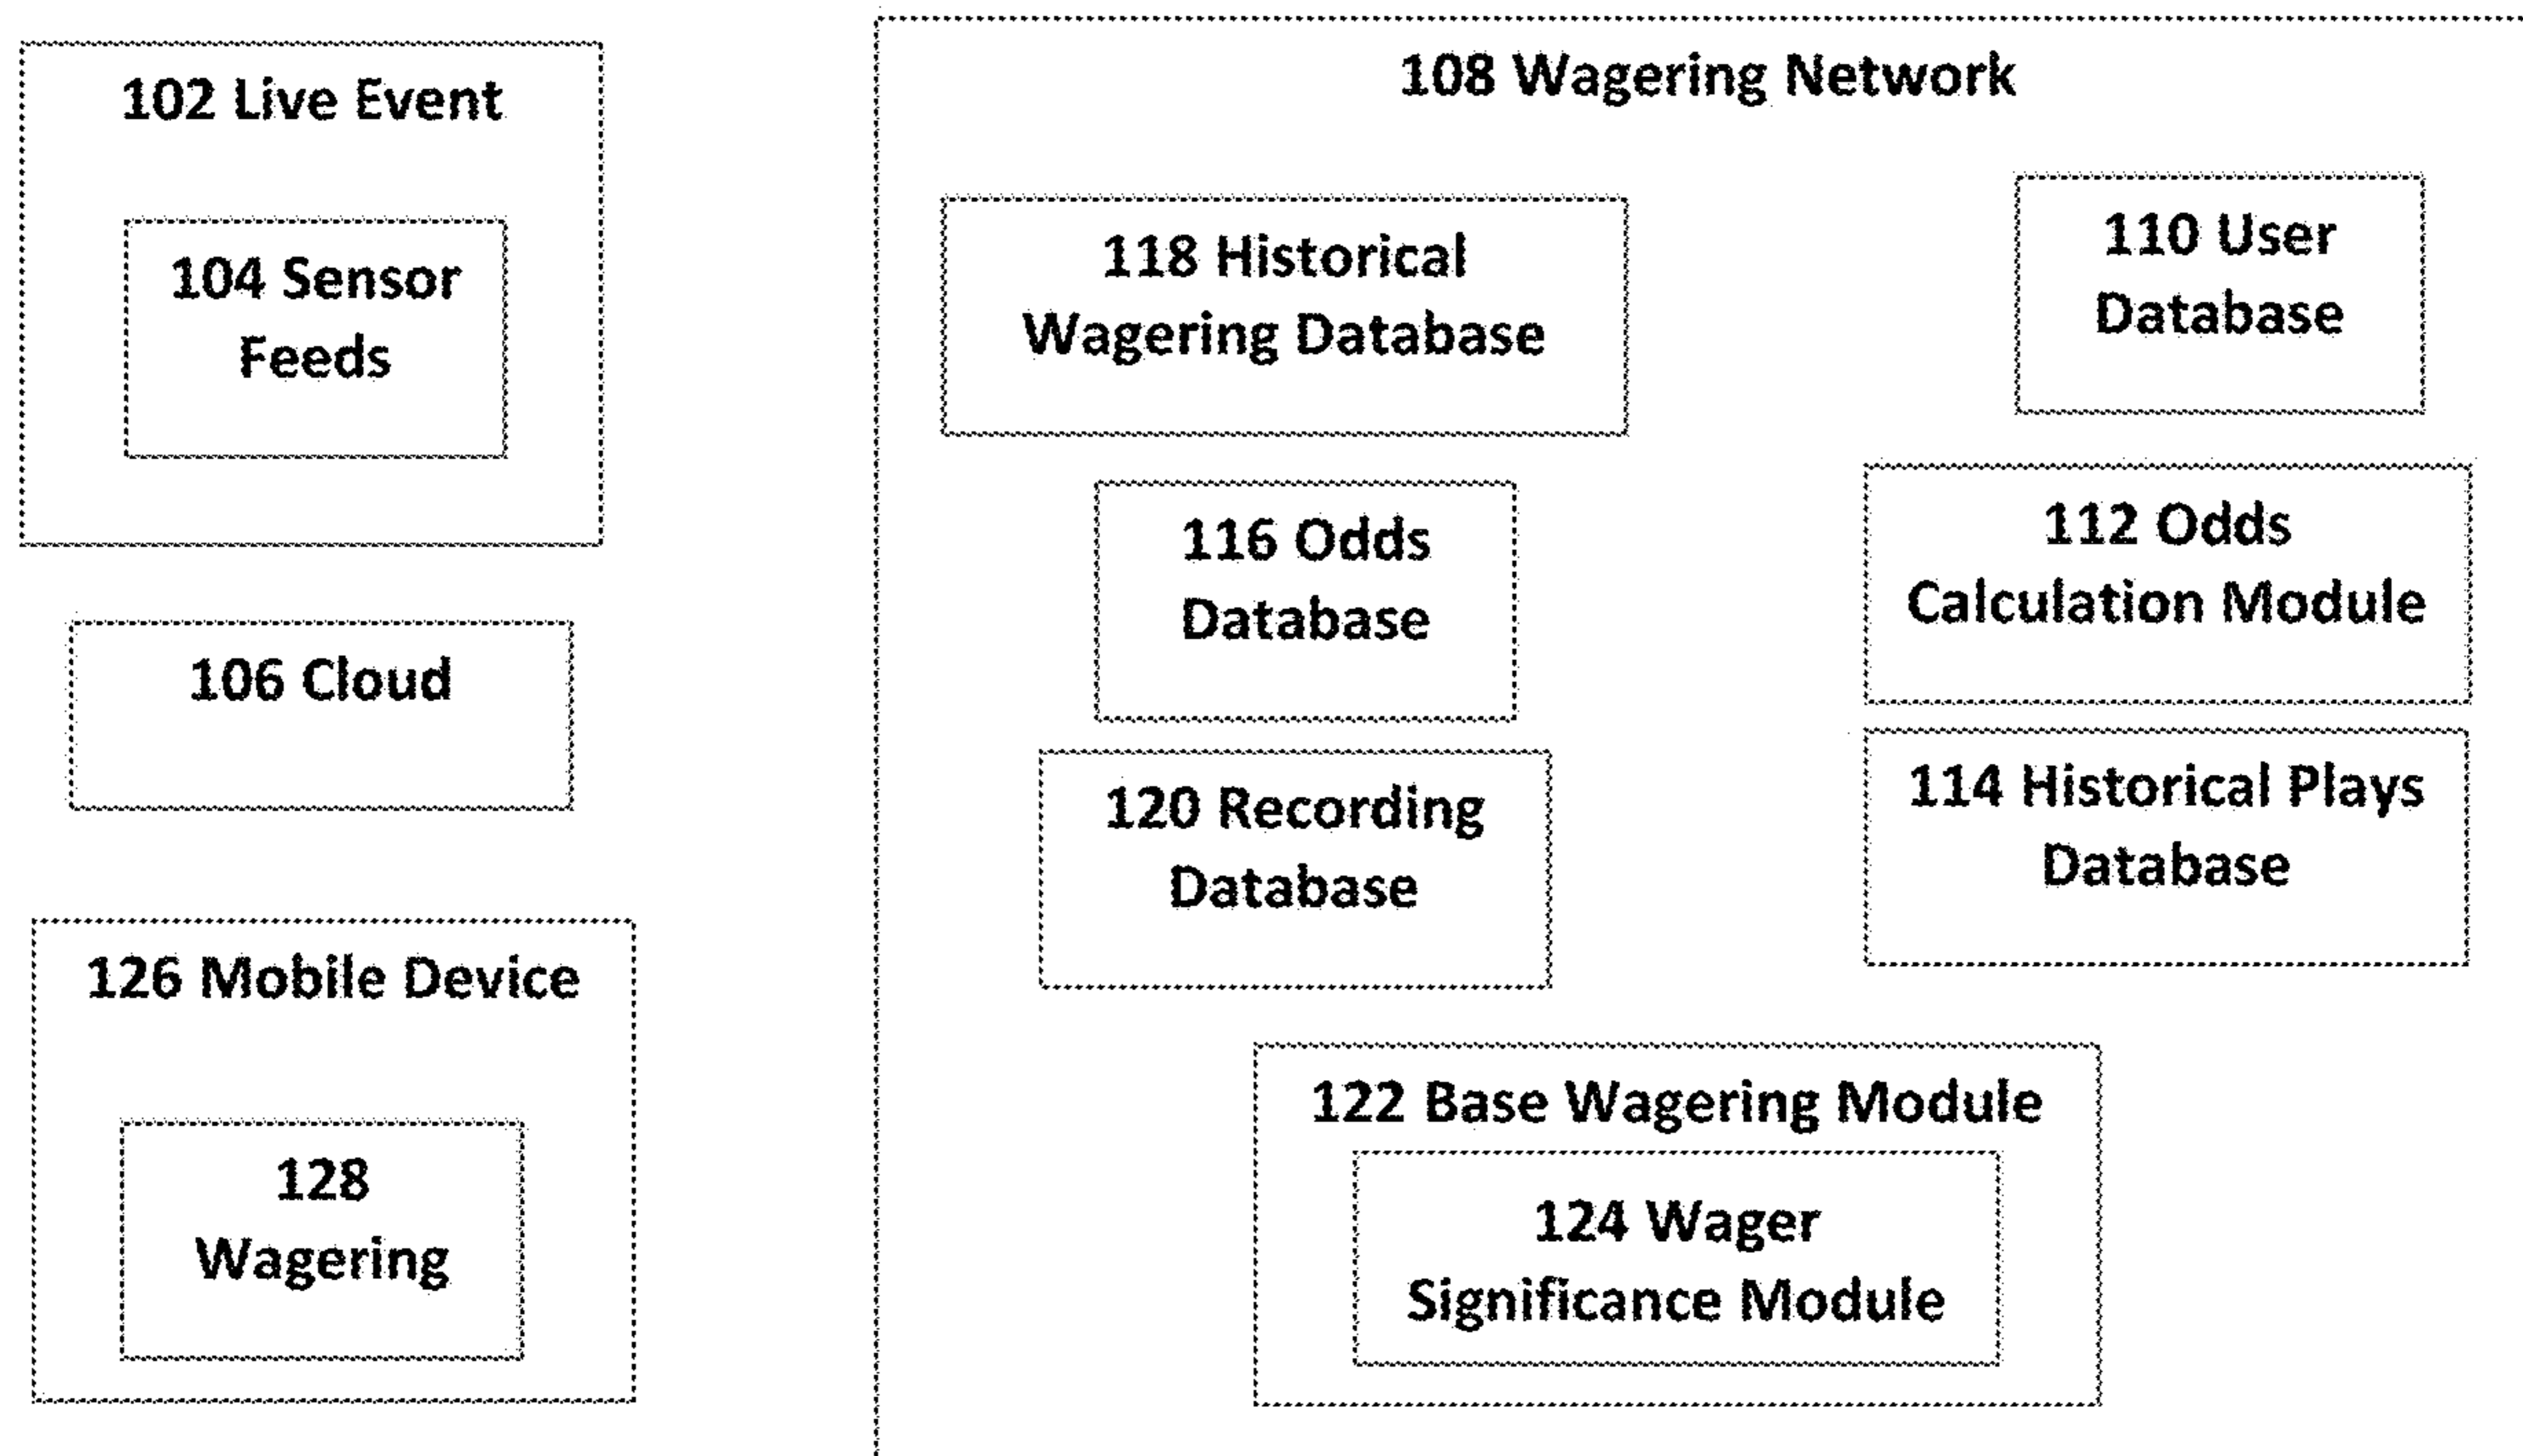 102 Live Event
104 Sensor
Feeds
106 Cloud
126 Mobile Device
128
Wagering
108 Wagering Network
118 Historical
Wagering Database
110 User
Database
116 Odds
Database
112 Odds
Calculation Module
120 Recording
Database
114 Historical Plays
Database
122 Base Wagering Module
124 Wager
Significance Module